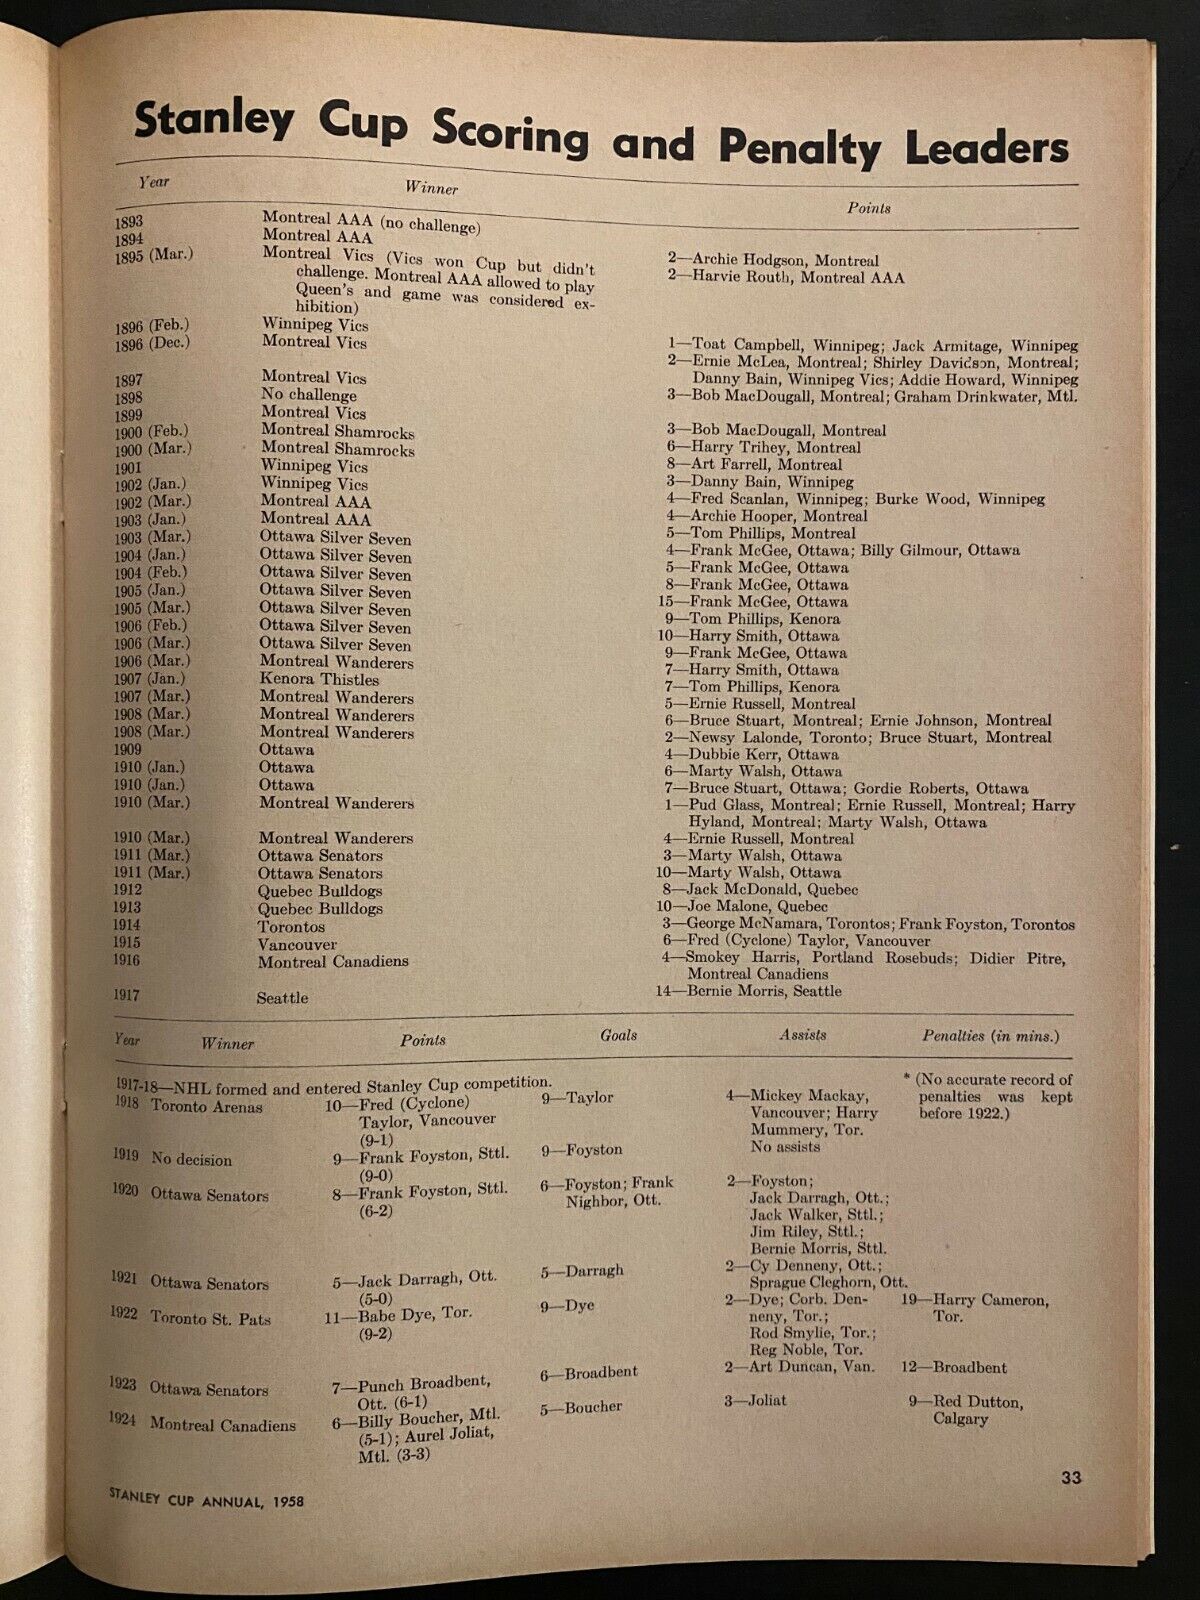 Stanley Cup Scoring and Penalty Leaders
Year Winner Points
1893 Montreal AAA (no challenge)
1894 Montreal AAA
1895 (Mar.) Montreal Vics (Vics won Cup but didn't 2—Archie Hodgson, Montreal
challenge. Montreal AAA allowed to play 2—Harvie Routh, Montreal AAA
Queen's and game was considered ex-
hibition)
1896 (Feb.) Winnipeg Vics
1896 (Dec.) Montreal Vics 1—Toat Campbell, Winnipeg; Jack Armitage, Winnipeg
2—Ernie McLea, Montreal; Shirley Davidson, Montreal;
1897 Montreal Vics Danny Bain, Winnipeg Vics; Addie Howard, Winnipeg
1898 No challenge 3—Bob MacDougall, Montreal; Graham Drinkwater, Mtl.
1899 Montreal Vics
1900 (Feb.) Montreal Shamrocks 3—Bob MacDougall, Montreal
1900 (Mar.) Montreal Shamrocks 6—Harry Trihey, Montreal
1901 Winnipeg Vics 8—Art Farrell, Montreal
1902 (Jan.) Winnipeg Vics 3—Danny Bain, Winnipeg
1902 (Mar.) Montreal AAA 4—Fred Scanlan, Winnipeg; Burke Wood, Winnipeg
1903 (Jan.) Montreal AAA 4—Archie Hooper, Montreal
1903 (Mar.) Ottawa Silver Seven 5—Tom Phillips, Montreal
1904 (Jan.) Ottawa Silver Seven 4—Frank McGee, Ottawa; Billy Gilmour, Ottawa
1904 (Feb.) Ottawa Silver Seven 5—Frank McGee, Ottawa
1905 (Jan.) Ottawa Silver Seven 8—Frank McGee, Ottawa
1905 (Mar.) Ottawa Silver Seven 15—Frank McGee, Ottawa
1906 (Feb.) Ottawa Silver Seven 9—Tom Phillips, Kenora
1906 (Mar.) Ottawa Silver Seven 10—Harry Smith, Ottawa
1906 (Mar.) Montreal Wanderers 9—Frank McGee, Ottawa
1907 (Jan.) Kenora Thistles 7—Harry Smith, Ottawa
1907 (Mar.) Montreal Wanderers 7—Tom Phillips, Kenora
1908 (Mar.) Montreal Wanderers 5—Ernie Russell, Montreal
1908 (Mar.) Montreal Wanderers 6—Bruce Stuart, Montreal; Ernie Johnson, Montreal
1909 Ottawa 2—Newsy Lalonde, Toronto; Bruce Stuart, Montreal
1910 (Jan.) Ottawa 4—Dubbie Kerr, Ottawa
1910 (Jan.) Ottawa 6—Marty Walsh, Ottawa
1910 (Mar.) Montreal Wanderers 7—Bruce Stuart, Ottawa; Gordie Roberts, Ottawa
1—Pud Glass, Montreal; Ernie Russell, Montreal; Harry
Hyland, Montreal; Marty Walsh, Ottawa
1910 (Mar.) Montreal Wanderers 4—Ernie Russell, Montreal
1911 (Mar.) Ottawa Senators 3—Marty Walsh, Ottawa
1911 (Mar.) Ottawa Senators 10—Marty Walsh, Ottawa
1912 Quebec Bulldogs 8—Jack McDonald, Quebec
1913 Quebec Bulldogs 10—Joe Malone, Quebec
1914 Torontos 3—George McNamara, Torontos; Frank Foyston, Torontos
1915 Vancouver 6—Fred (Cyclone) Taylor, Vancouver
1916 Montreal Canadiens 4—Smokey Harris, Portland Rosebuds; Didier Pitre,
Montreal Canadiens
1917 Seattle 14—Bernie Morris, Seattle
Year Winner Points Goals Assists Penalties (in mins.)
1917-18—NHL formed and entered Stanley Cup competition. * (No accurate record of
1918 Toronto Arenas 10—Fred (Cyclone) 9—Taylor 4—Mickey Mackay, penalties was kept
Taylor, Vancouver Vancouver; Harry before 1922.)
(9-1) Mummery, Tor.
1919 No decision 9—Frank Foyston, Sttl. 9—Foyston No assists
(9-0)
1920 Ottawa Senators 8—Frank Foyston, Sttl. 6—Foyston; Frank 2—Foyston;
(6-2) Nighbor, Ott. Jack Darragh, Ott.;
Jack Walker, Sttl.;
Jim Riley, Sttl.;
Bernie Morris, Sttl.
1921 Ottawa Senators 5—Jack Darragh, Ott. 5—Darragh 2—Cy Denneny, Ott.;
(5-0) Sprague Cleghorn, Ott.
1922 Toronto St. Pats 11—Babe Dye, Tor. 9—Dye 2—Dye; Corb. Den- 19—Harry Cameron,
(9-2) neny, Tor.; Tor.
Rod Smylie, Tor.;
Reg Noble, Tor.
1923 Ottawa Senators 7—Punch Broadbent, 6—Broadbent 2—Art Duncan, Van. 12—Broadbent
Ott. (6-1)
1924 Montreal Canadiens 6—Billy Boucher, Mtl. 5—Boucher 3—Joliat 9—Red Dutton,
(5-1); Aurel Joliat, Calgary
Mtl. (3-3)
STANLEY CUP ANNUAL, 1958 33